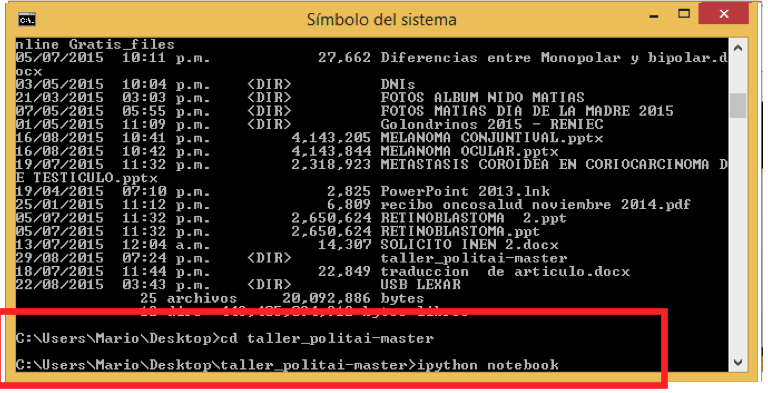 Símbolo del sistema
nline Gratis_files
05/07/2015 10:11 p.m. 27,662 Diferencias entre Monopolar y bipolar.d
ocx
03/05/2015 10:04 p.m. <DIR> DNIs
21/03/2015 03:03 p.m. <DIR> FOTOS ALBUM NIDO MATIAS
07/05/2015 05:55 p.m. <DIR> FOTOS MATIAS DIA DE LA MADRE 2015
01/05/2015 11:09 p.m. <DIR> Golondrinos 2015 - RENIEC
16/08/2015 10:41 p.m. 4,143,205 MELANOMA CONJUNTIVAL.pptx
16/08/2015 10:42 p.m. 4,143,844 MELANOMA OCULAR.pptx
19/07/2015 11:32 p.m. 2,318,923 METASTASIS COROIDEA EN CORIOCARCINOMA D
E TESTICULO.pptx
19/04/2015 07:10 p.m. 2,825 PowerPoint 2013.lnk
25/01/2015 11:12 p.m. 6,809 recibo oncosalud noviembre 2014.pdf
05/07/2015 11:32 p.m. 2,650,624 RETINOBLASTOMA 2.ppt
05/07/2015 11:32 p.m. 2,650,624 RETINOBLASTOMA.ppt
13/07/2015 12:04 a.m. 14,307 SOLICITO INEN 2.docx
29/08/2015 07:24 p.m. <DIR> taller_politai-master
18/07/2015 11:44 p.m. 22,849 traduccion de articulo.docx
22/08/2015 03:43 p.m. <DIR> USB LEXAR
25 archivos 20,092,886 bytes
C:\Users\Mario\Desktop>cd taller_politai-master
C:\Users\Mario\Desktop\taller_politai-master>ipython notebook